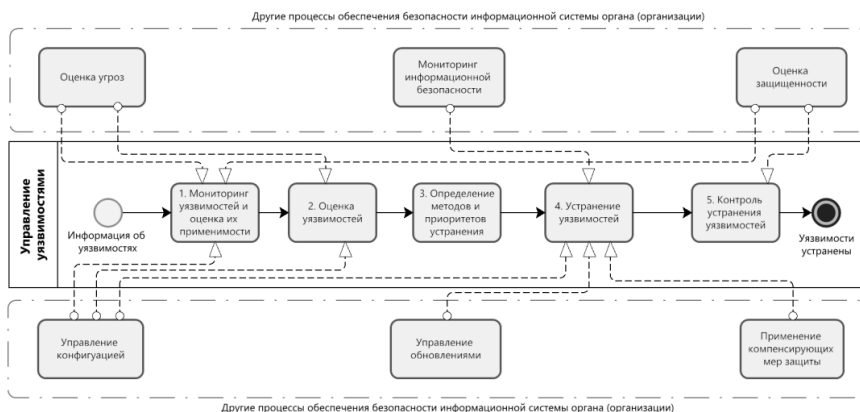 Другие процессы обеспечения безопасности информационной системы органа (организации)
Оценка угроз
Мониторинг
информационной
безопасности
Оценка
защищенности
Управление
уязвимостями
Информация об
уязвимостях
1. Мониторинг
уязвимостей и
оценка их
применимости
2. Оценка
уязвимостей
3. Определение
методов и
приоритетов
устранения
4. Устранение
уязвимостей
5. Контроль
устранения
уязвимостей
Уязвимости
устранены
Управление
конфигуацией
Управление
обновлениями
Применение
компенсирующих
мер защиты
Другие процессы обеспечения безопасности информационной системы органа (организации)